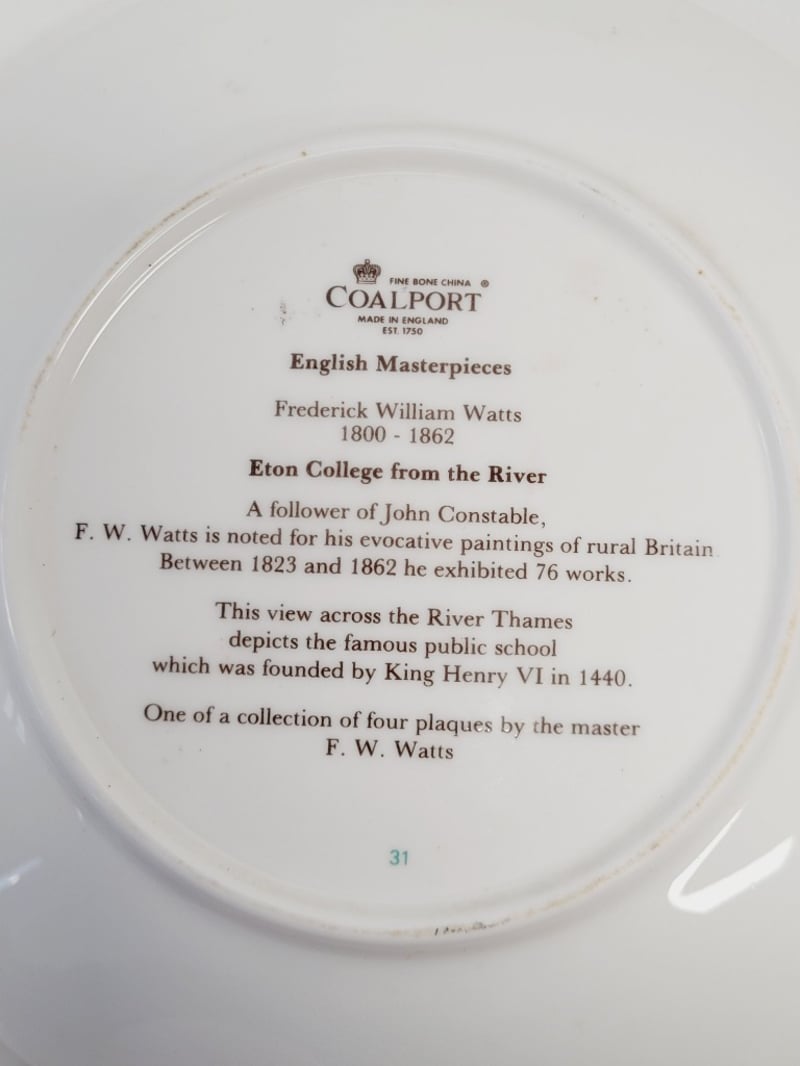 FINE BONE CHINA ®
COALPORT
MADE IN ENGLAND
EST. 1750
English Masterpieces
Frederick William Watts
1800 - 1862
Eton College from the River
A follower of John Constable,
F. W. Watts is noted for his evocative paintings of rural Britain
Between 1823 and 1862 he exhibited 76 works.
This view across the River Thames
depicts the famous public school
which was founded by King Henry VI in 1440.
One of a collection of four plaques by the master
F. W. Watts
31